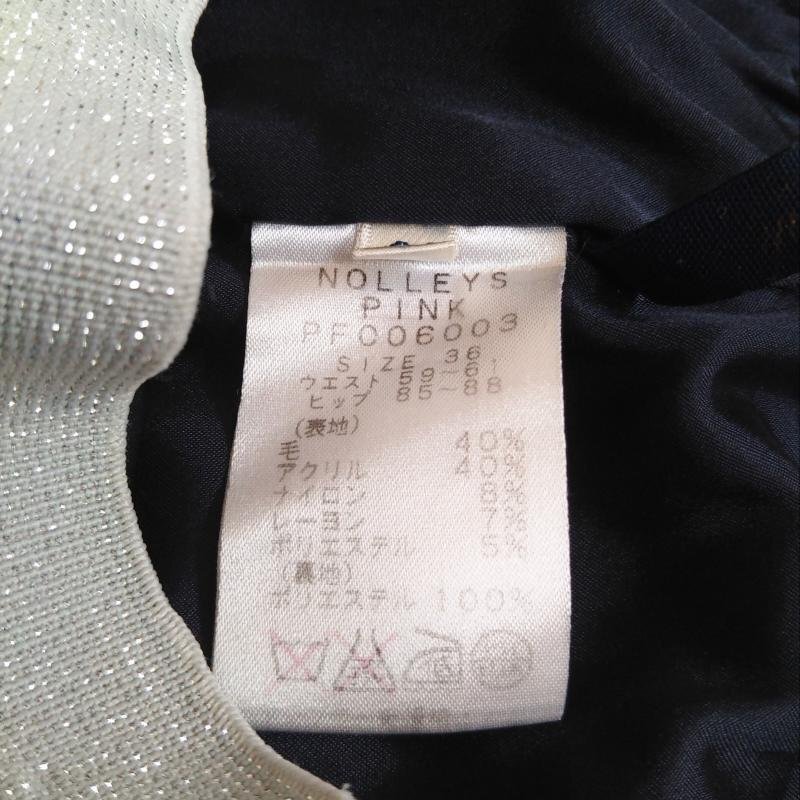 NOLLEYS
PINK
PF006003
SIZE 36
ウエスト 59〜61
ヒップ 85〜88
(表地)
毛 40%
アクリル 40%
ナイロン 8%
レーヨン 7%
ポリエステル 5%
(裏地)
ポリエステル 100%